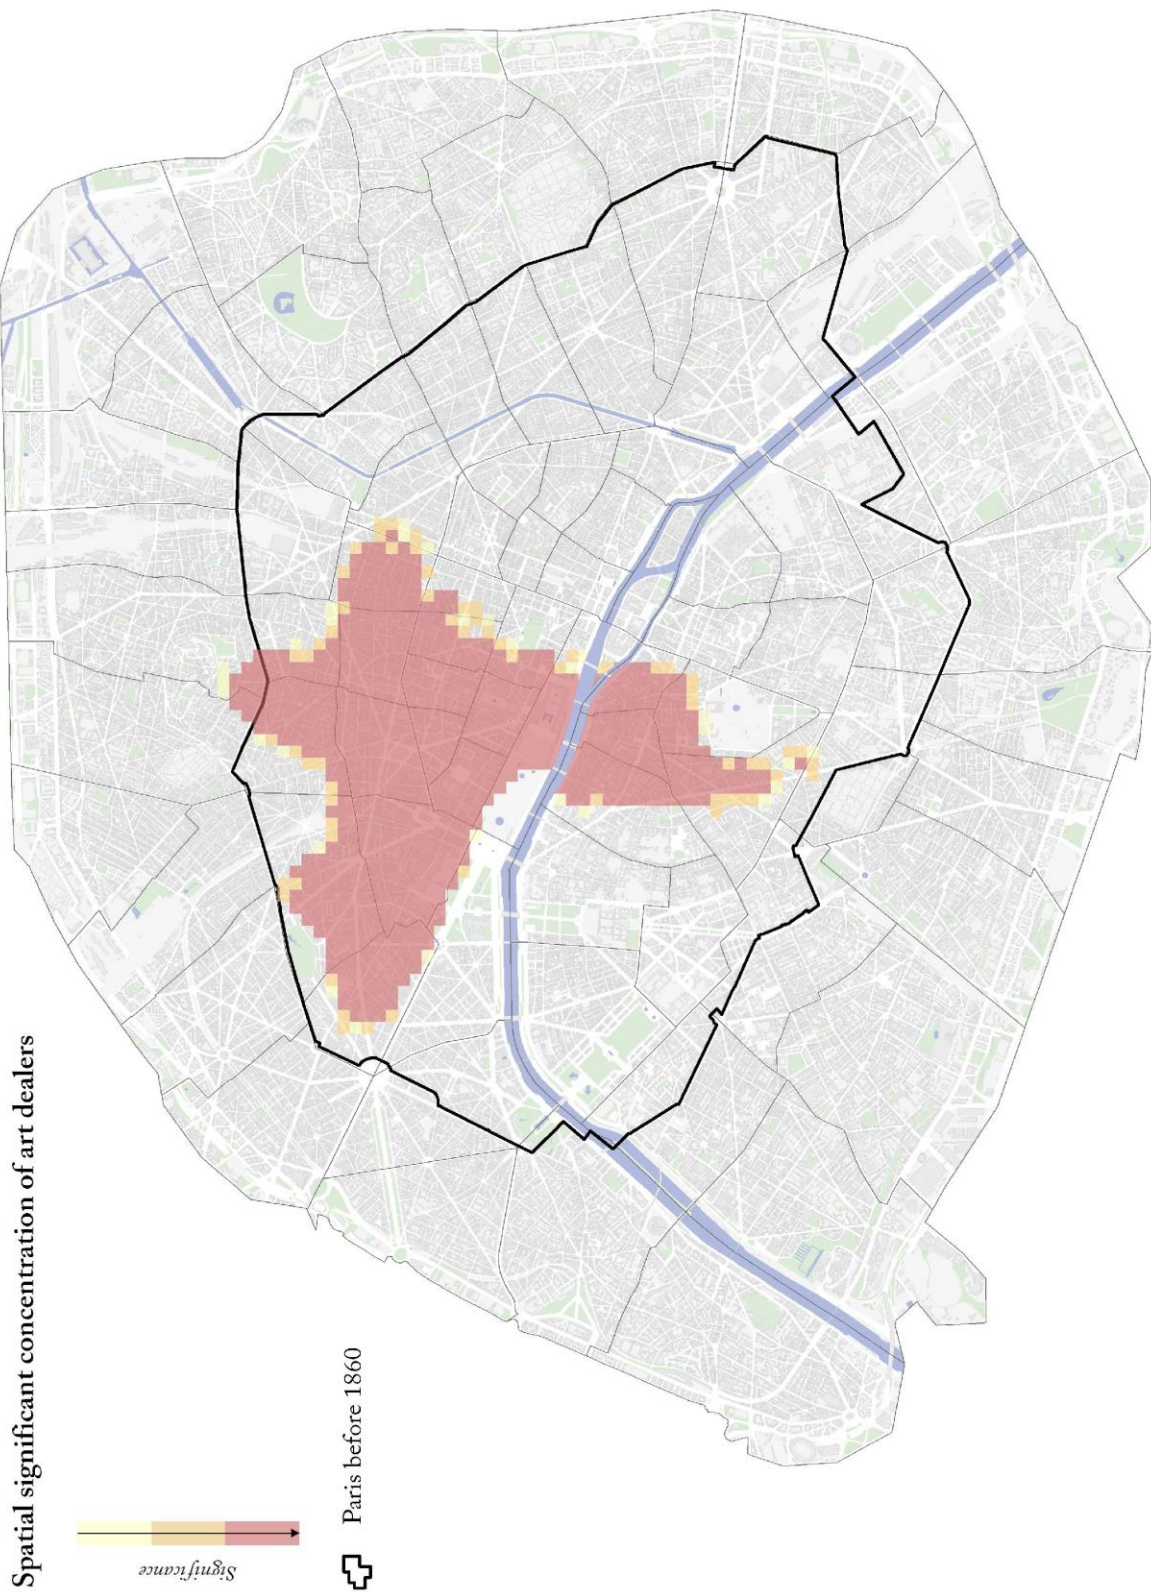 Spatial significant concentration of art dealers
Significance
Paris before 1860